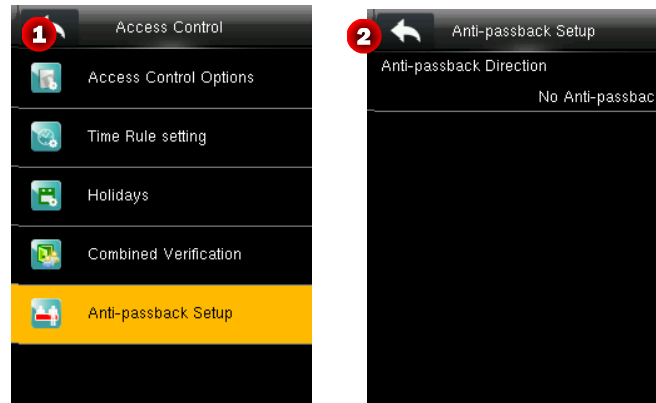 1
Access Control
Access Control Options
Time Rule setting
Holidays
Combined Verification
Anti-passback Setup
2
Anti-passback Setup
Anti-passback Direction
No Anti-passbac